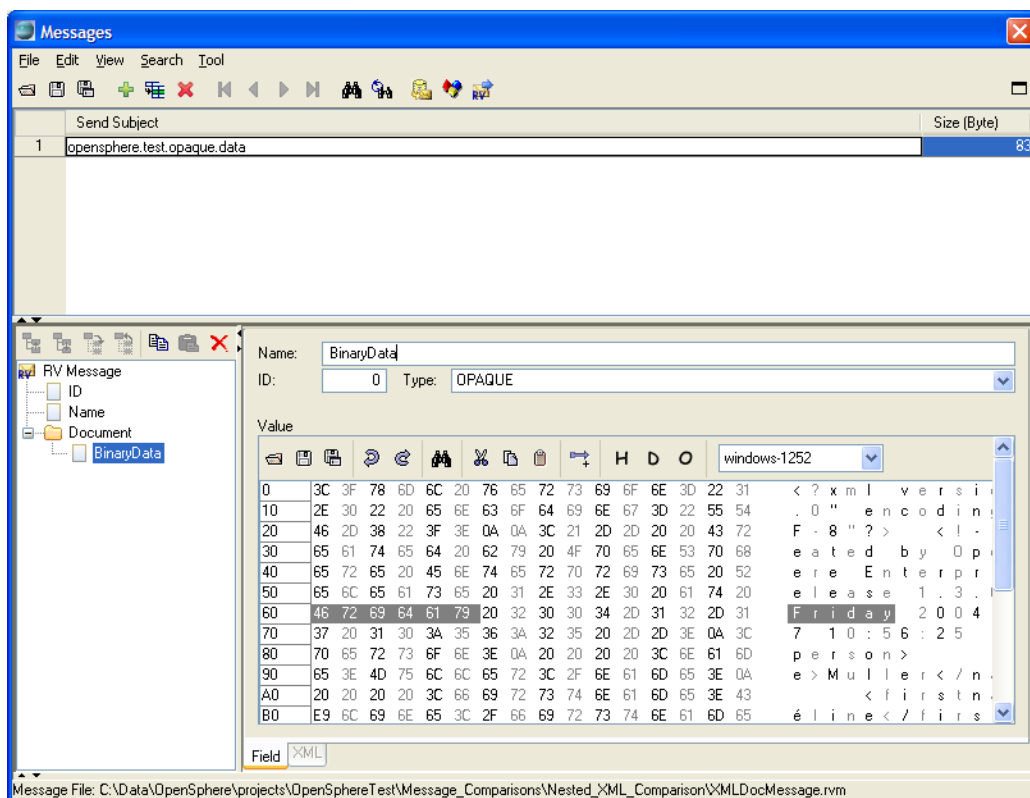 Messages
File Edit View Search Tool
Send Subject Size (Byte)
1 opensphere.test.opaque.data 83
RV Message
ID
Name
Document
BinaryData
Name: BinaryData
ID: 0 Type: OPAQUE
Value
H D O windows-1252
0 3C 3F 78 6D 6C 20 76 65 72 73 69 6F 6E 3D 22 31 < ? x m l v e r s i
10 2E 30 22 20 65 6E 63 6F 64 69 6E 67 3D 22 55 54 . 0 " e n c o d i n
20 46 2D 38 22 3F 3E 0A 0A 3C 21 2D 2D 20 20 43 72 F - 8 " ? > < ! -
30 65 61 74 65 64 20 62 79 20 4F 70 65 6E 53 70 68 e a t e d b y O p
40 65 72 65 20 45 6E 74 65 72 70 72 69 73 65 20 52 e r e E n t e r p r
50 65 6C 65 61 73 65 20 31 2E 33 2E 30 20 61 74 20 e l e a s e 1 . 3 .
60 46 72 69 64 61 79 20 32 30 30 34 2D 31 32 2D 31 F r i d a y 2 0 0 4
70 37 20 31 30 3A 35 36 3A 32 35 20 2D 2D 3E 0A 3C 7 1 0 : 5 6 : 2 5
80 70 65 72 73 6F 6E 3E 0A 20 20 20 20 3C 6E 61 6D p e r s o n >
90 65 3E 4D 75 6C 6C 65 72 3C 2F 6E 61 6D 65 3E 0A e > M u l l e r < / n
A0 20 20 20 20 3C 66 69 72 73 74 6E 61 6D 65 3E 43 < f i r s t n
B0 E9 6C 69 6E 65 3C 2F 66 69 72 73 74 6E 61 6D 65 é l i n e < / f i r s
Field XML
Message File: C:\Data\OpenSphere\projects\OpenSphereTest\Message_Comparisons\Nested_XML_Comparison\XMLDocMessage.rvm